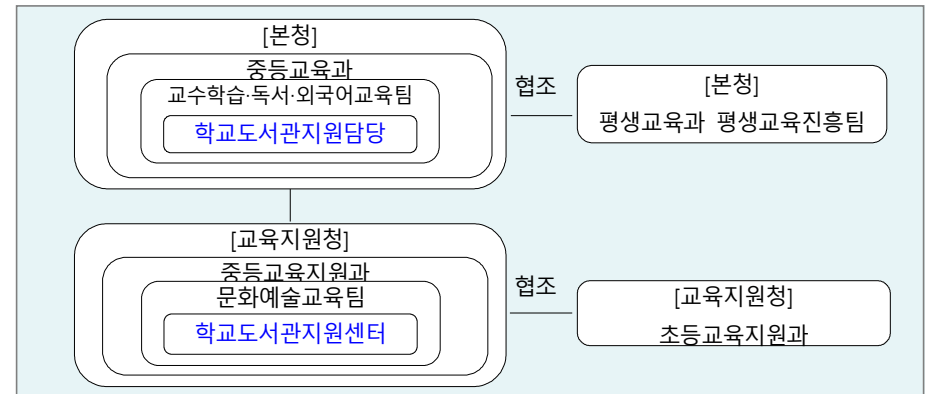 [본청]
중등교육과
교수학습·독서·외국어교육팀
학교도서관지원담당
협조
[본청]
평생교육과 평생교육진흥팀
[교육지원청]
중등교육지원과
문화예술교육팀
학교도서관지원센터
협조
[교육지원청]
초등교육지원과